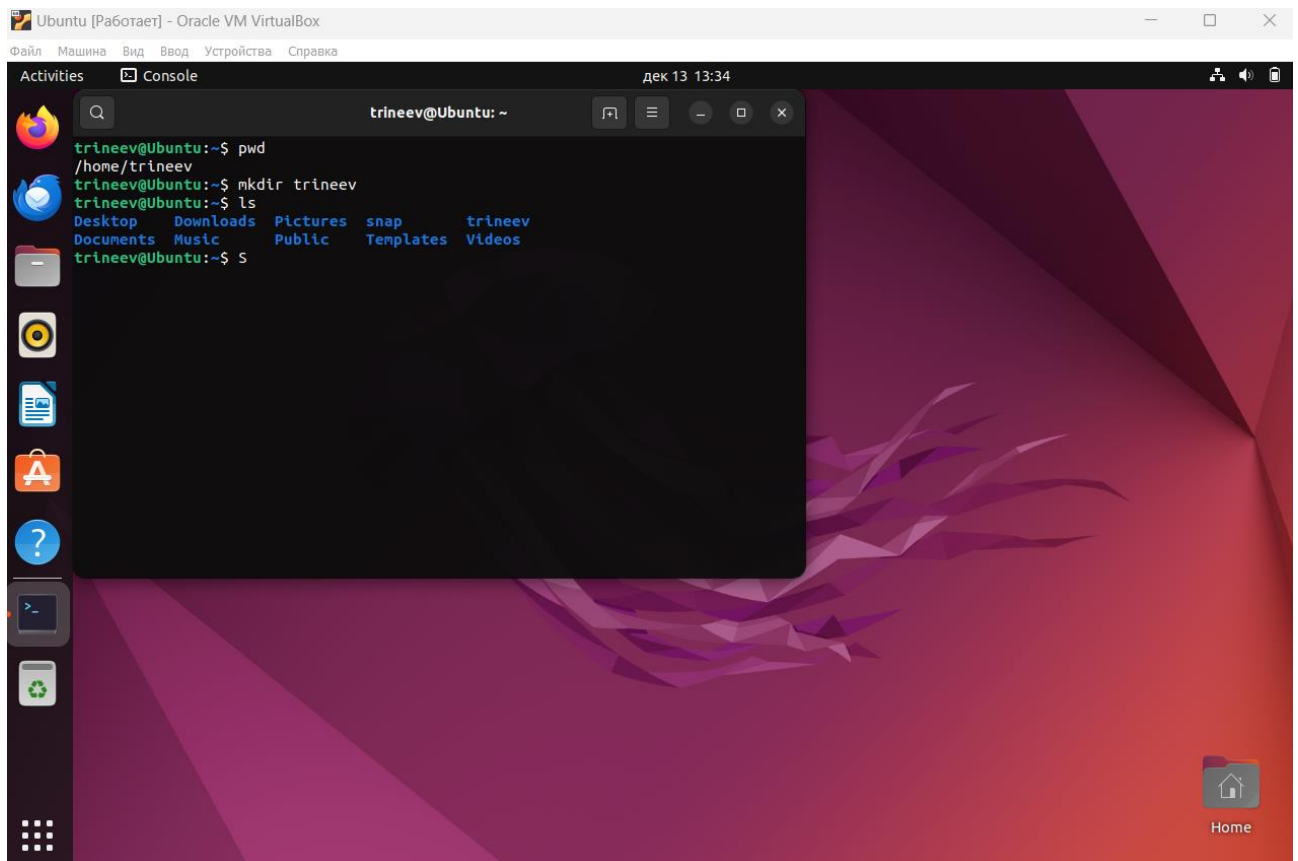 Ubuntu [Работает] - Oracle VM VirtualBox
Файл Машина Вид Ввод Устройства Справка
Activities Console дек 13 13:34
trineev@Ubuntu: ~
trineev@Ubuntu:~$ pwd
/home/trineev
trineev@Ubuntu:~$ mkdir trineev
trineev@Ubuntu:~$ ls
Desktop Downloads Pictures snap trineev
Documents Music Public Templates Videos
trineev@Ubuntu:~$ S
Home